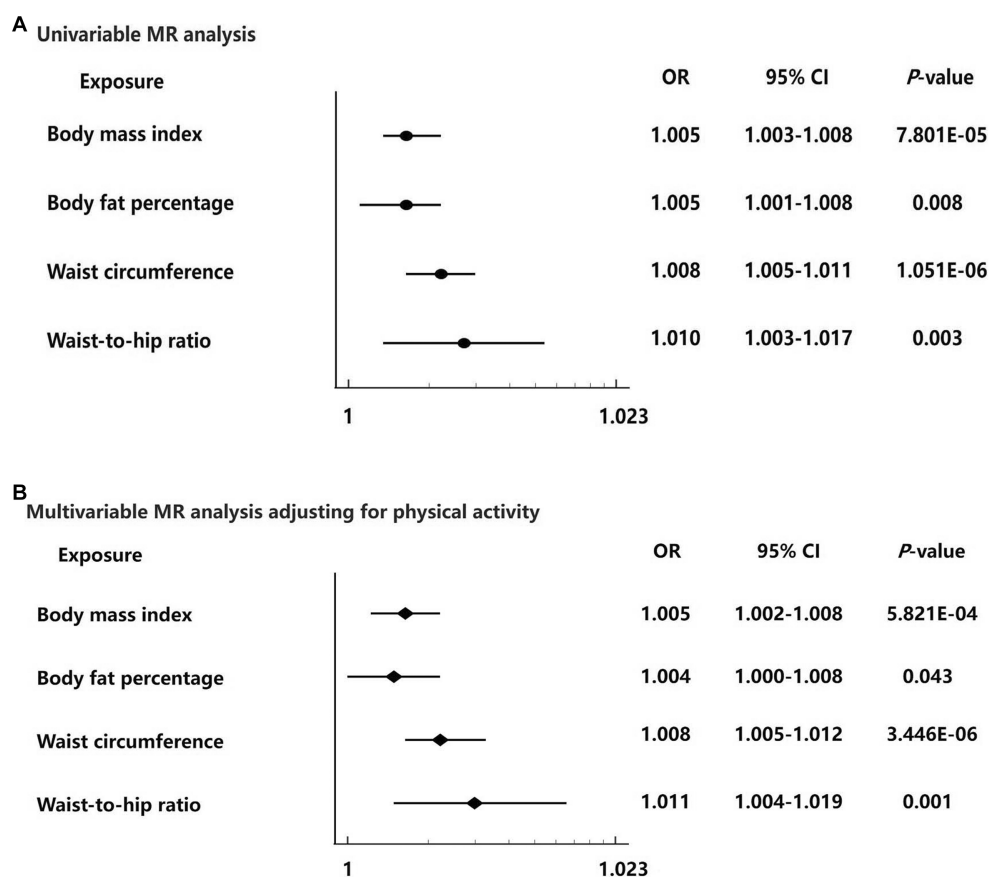 A Univariable MR analysis
Exposure OR 95% CI P-value
Body mass index 1.005 1.003-1.008 7.801E-05
Body fat percentage 1.005 1.001-1.008 0.008
Waist circumference 1.008 1.005-1.011 1.051E-06
Waist-to-hip ratio 1.010 1.003-1.017 0.003
1 1.023
B Multivariable MR analysis adjusting for physical activity
Exposure OR 95% CI P-value
Body mass index 1.005 1.002-1.008 5.821E-04
Body fat percentage 1.004 1.000-1.008 0.043
Waist circumference 1.008 1.005-1.012 3.446E-06
Waist-to-hip ratio 1.011 1.004-1.019 0.001
1 1.023